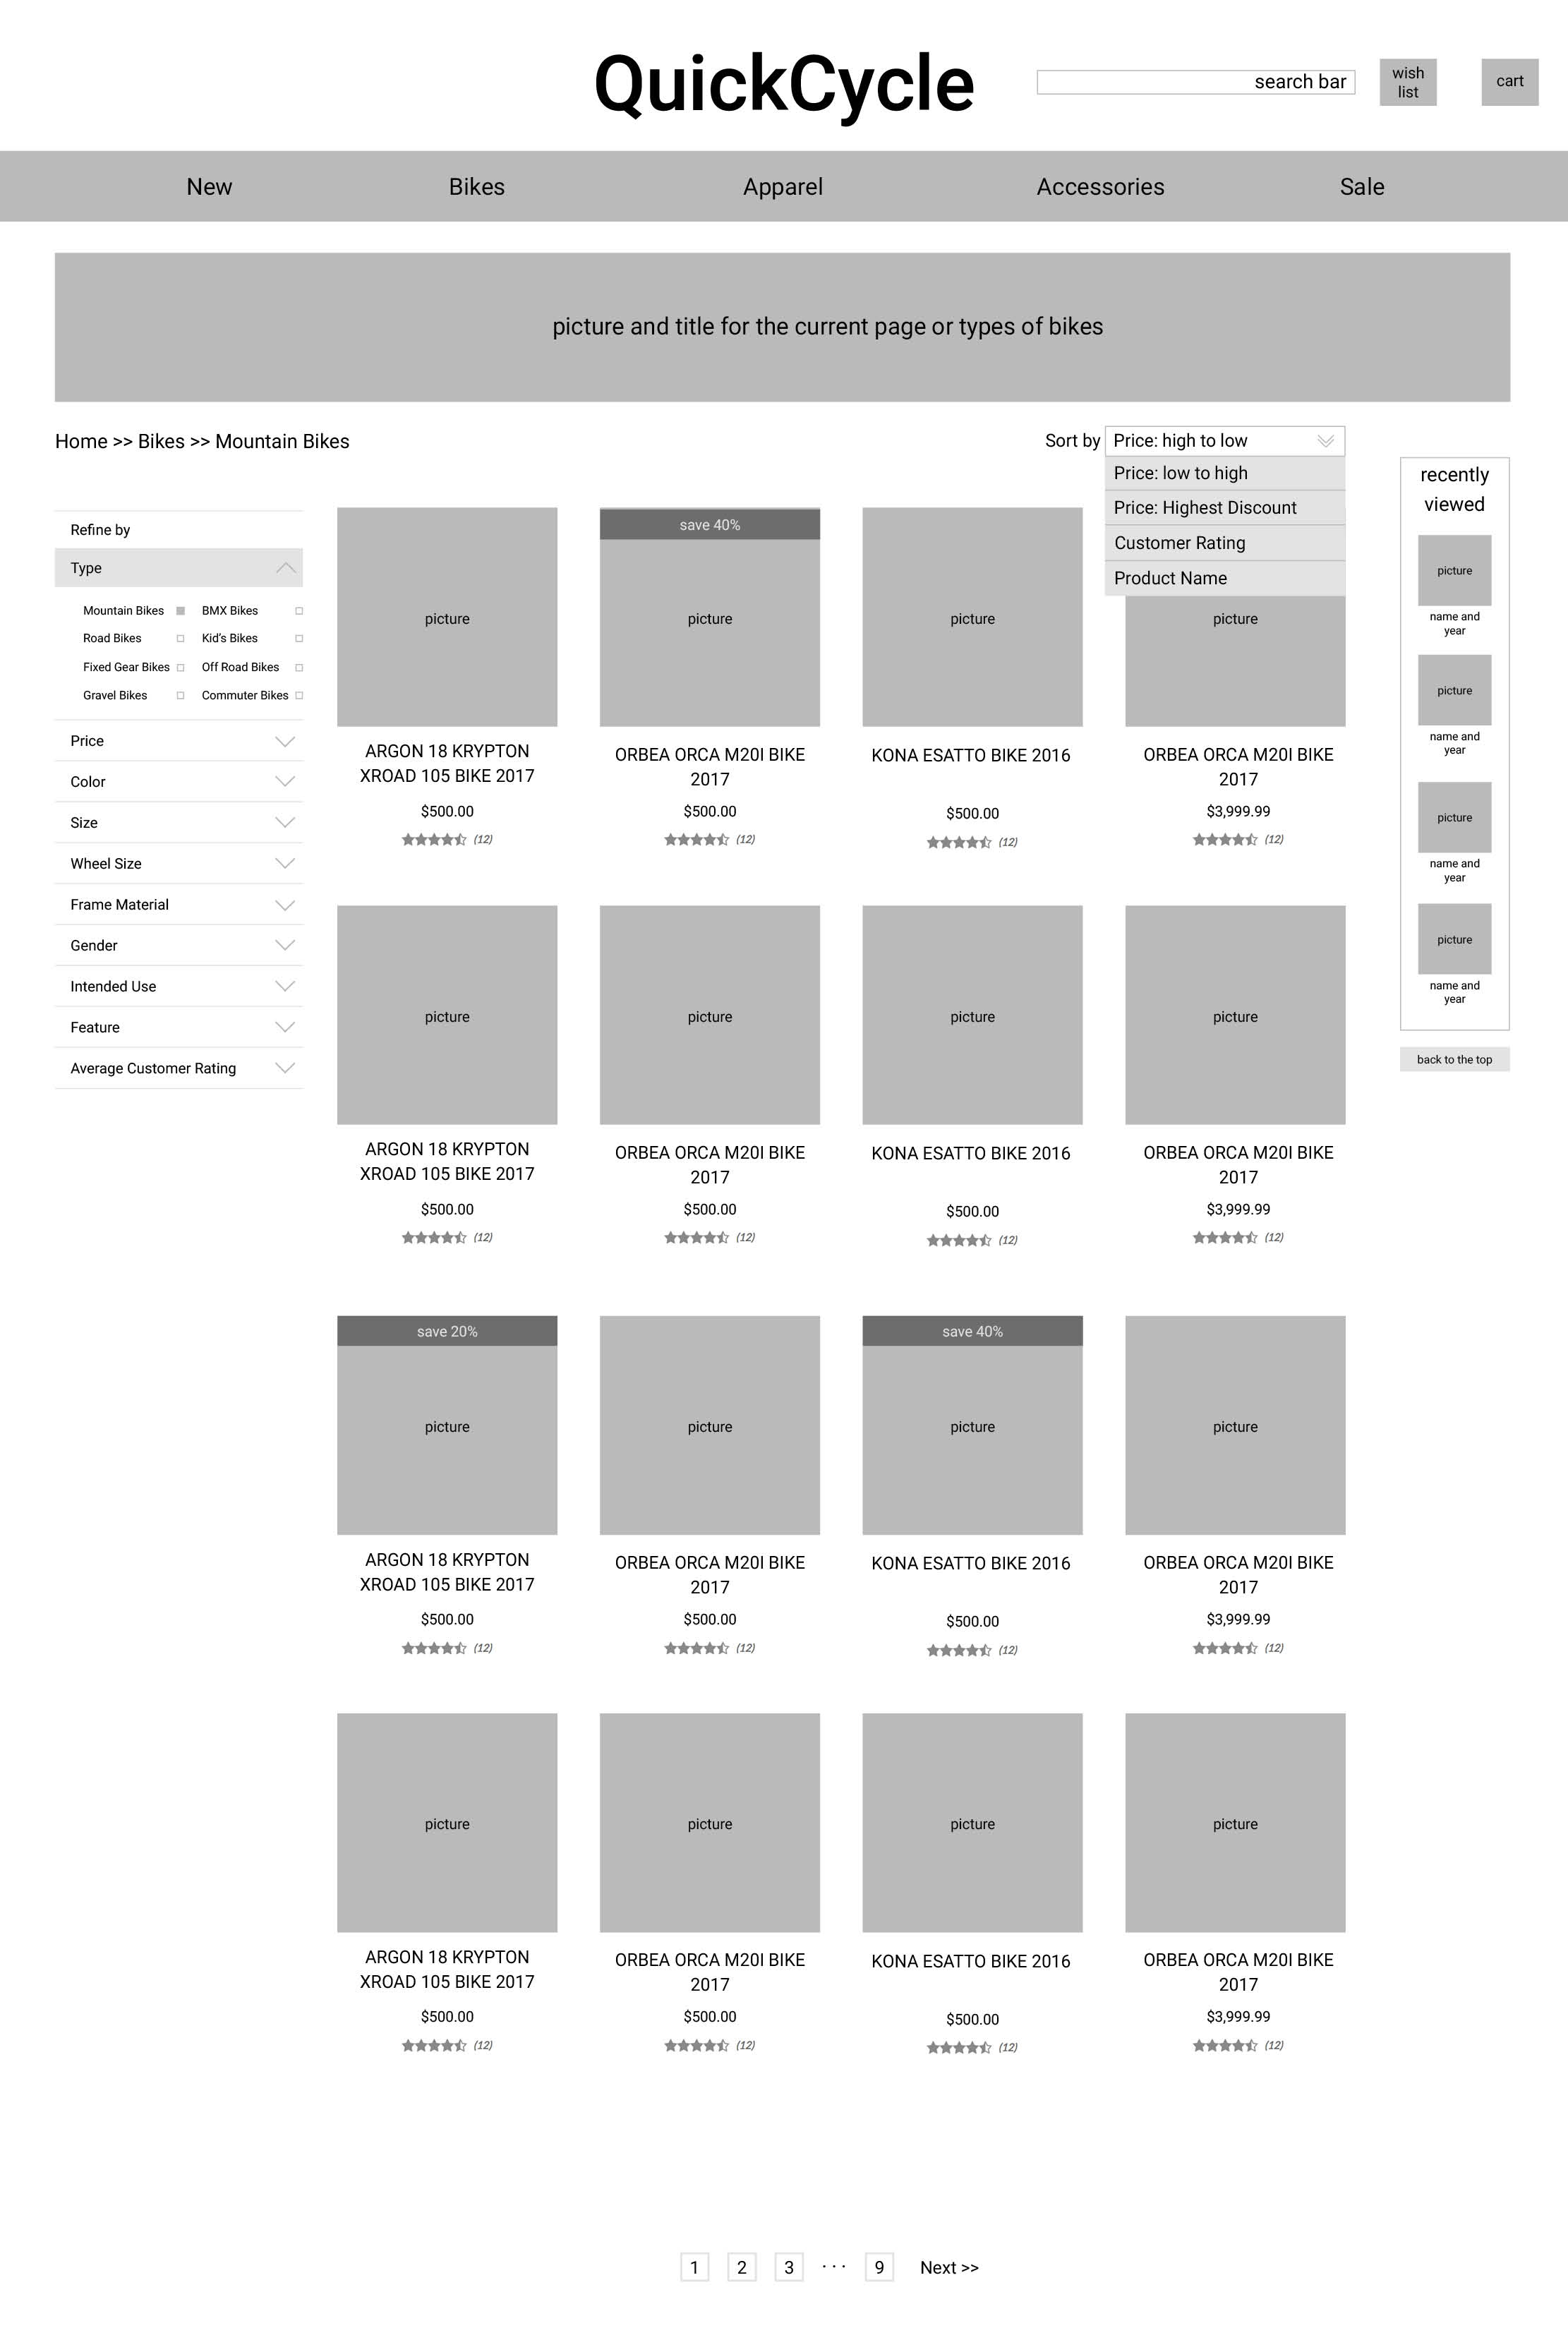 QuickCycle
search bar
wish
list
cart
New Bikes Apparel Accessories Sale
picture and title for the current page or types of bikes
Home >> Bikes >> Mountain Bikes
Sort by Price: high to low
Price: low to high
Price: Highest Discount
Customer Rating
Product Name
Refine by
Type
Mountain Bikes BMX Bikes
Road Bikes Kid's Bikes
Fixed Gear Bikes Off Road Bikes
Gravel Bikes Commuter Bikes
Price
Color
Size
Wheel Size
Frame Material
Gender
Intended Use
Feature
Average Customer Rating
picture
ARGON 18 KRYPTON
XROAD 105 BIKE 2017
$500.00
(12)
save 40%
picture
ORBEA ORCA M20I BIKE
2017
$500.00
(12)
picture
KONA ESATTO BIKE 2016
$500.00
(12)
picture
ORBEA ORCA M20I BIKE
2017
$3,999.99
(12)
picture
ARGON 18 KRYPTON
XROAD 105 BIKE 2017
$500.00
(12)
picture
ORBEA ORCA M20I BIKE
2017
$500.00
(12)
picture
KONA ESATTO BIKE 2016
$500.00
(12)
picture
ORBEA ORCA M20I BIKE
2017
$3,999.99
(12)
save 20%
picture
ARGON 18 KRYPTON
XROAD 105 BIKE 2017
$500.00
(12)
picture
ORBEA ORCA M20I BIKE
2017
$500.00
(12)
save 40%
picture
KONA ESATTO BIKE 2016
$500.00
(12)
picture
ORBEA ORCA M20I BIKE
2017
$3,999.99
(12)
picture
ARGON 18 KRYPTON
XROAD 105 BIKE 2017
$500.00
(12)
picture
ORBEA ORCA M20I BIKE
2017
$500.00
(12)
picture
KONA ESATTO BIKE 2016
$500.00
(12)
picture
ORBEA ORCA M20I BIKE
2017
$3,999.99
(12)
recently
viewed
picture
name and
year
picture
name and
year
picture
name and
year
picture
name and
year
back to the top
1 2 3 ··· 9 Next >>